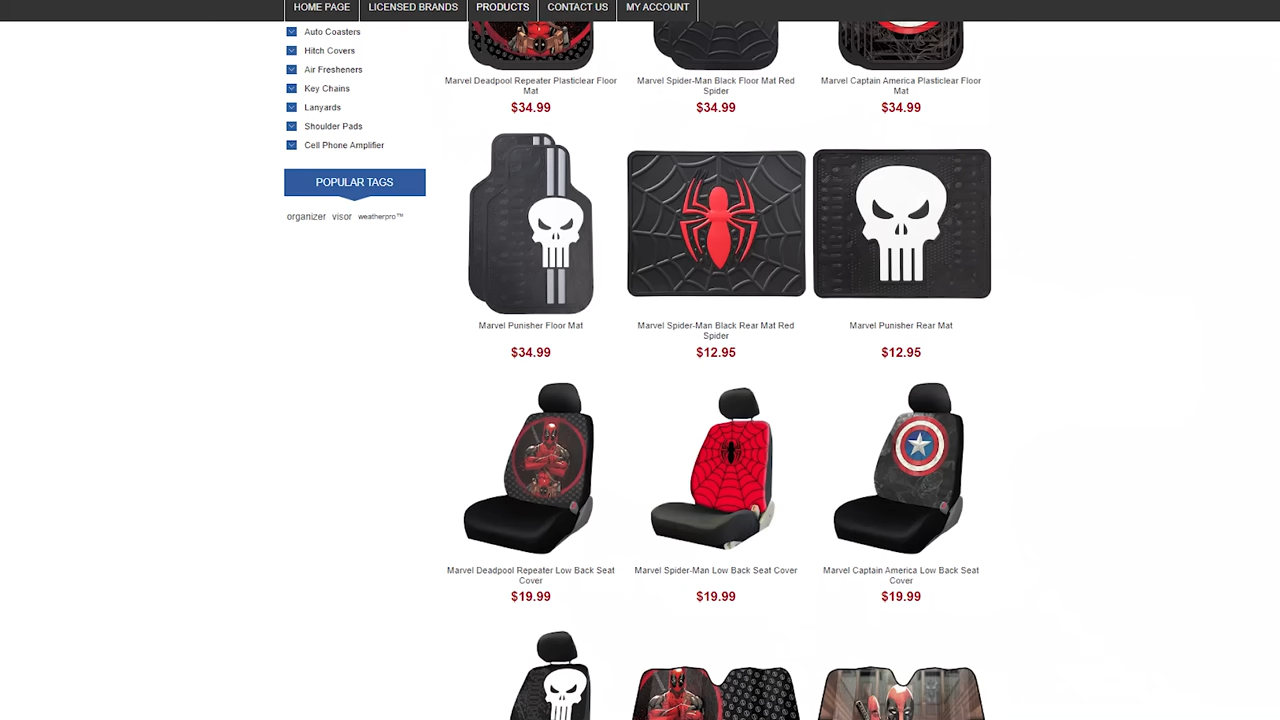 HOME PAGE
LICENSED BRANDS
PRODUCTS
CONTACT US
MY ACCOUNT
Auto Coasters
Hitch Covers
Air Fresheners
Key Chains
Lanyards
Shoulder Pads
Cell Phone Amplifier
POPULAR TAGS
organizer visor weatherpro™
Marvel Deadpool Repeater Plasticlear Floor
Mat
$34.99
Marvel Spider-Man Black Floor Mat Red
Spider
$34.99
Marvel Captain America Plasticlear Floor
Mat
$34.99
Marvel Punisher Floor Mat
$34.99
Marvel Spider-Man Black Rear Mat Red
Spider
$12.95
Marvel Punisher Rear Mat
$12.95
Marvel Deadpool Repeater Low Back Seat
Cover
$19.99
Marvel Spider-Man Low Back Seat Cover
$19.99
Marvel Captain America Low Back Seat
Cover
$19.99